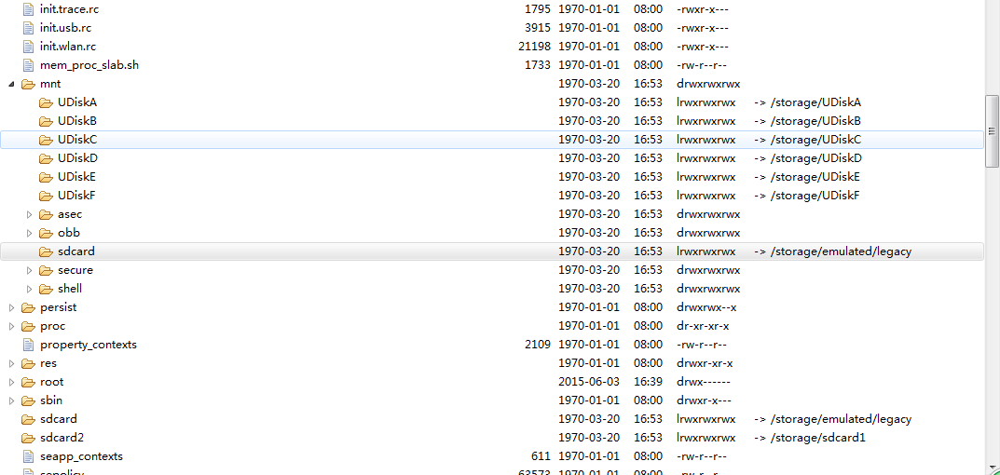 init.trace.rc 1795 1970-01-01 08:00 -rwxr-x---
init.usb.rc 3915 1970-01-01 08:00 -rwxr-x---
init.wlan.rc 21198 1970-01-01 08:00 -rwxr-x---
mem_proc_slab.sh 1733 1970-01-01 08:00 -rw-r--r--
mnt 1970-03-20 16:53 drwxrwxrwx
UDiskA 1970-03-20 16:53 lrwxrwxrwx -> /storage/UDiskA
UDiskB 1970-03-20 16:53 lrwxrwxrwx -> /storage/UDiskB
UDiskC 1970-03-20 16:53 lrwxrwxrwx -> /storage/UDiskC
UDiskD 1970-03-20 16:53 lrwxrwxrwx -> /storage/UDiskD
UDiskE 1970-03-20 16:53 lrwxrwxrwx -> /storage/UDiskE
UDiskF 1970-03-20 16:53 lrwxrwxrwx -> /storage/UDiskF
asec 1970-03-20 16:53 drwxrwxrwx
obb 1970-03-20 16:53 drwxrwxrwx
sdcard 1970-03-20 16:53 lrwxrwxrwx -> /storage/emulated/legacy
secure 1970-03-20 16:53 drwxrwxrwx
shell 1970-03-20 16:53 drwxrwxrwx
persist 1970-01-01 08:00 drwxrwx--x
proc 1970-01-01 08:00 dr-xr-xr-x
property_contexts 2109 1970-01-01 08:00 -rw-r--r--
res 1970-01-01 08:00 drwxr-xr-x
root 2015-06-03 16:39 drwx------
sbin 1970-01-01 08:00 drwxr-x---
sdcard 1970-03-20 16:53 lrwxrwxrwx -> /storage/emulated/legacy
sdcard2 1970-03-20 16:53 lrwxrwxrwx -> /storage/sdcard1
seapp_contexts 611 1970-01-01 08:00 -rw-r--r--
sepolicy 63573 1970-01-01 08:00 -rw-r--r--